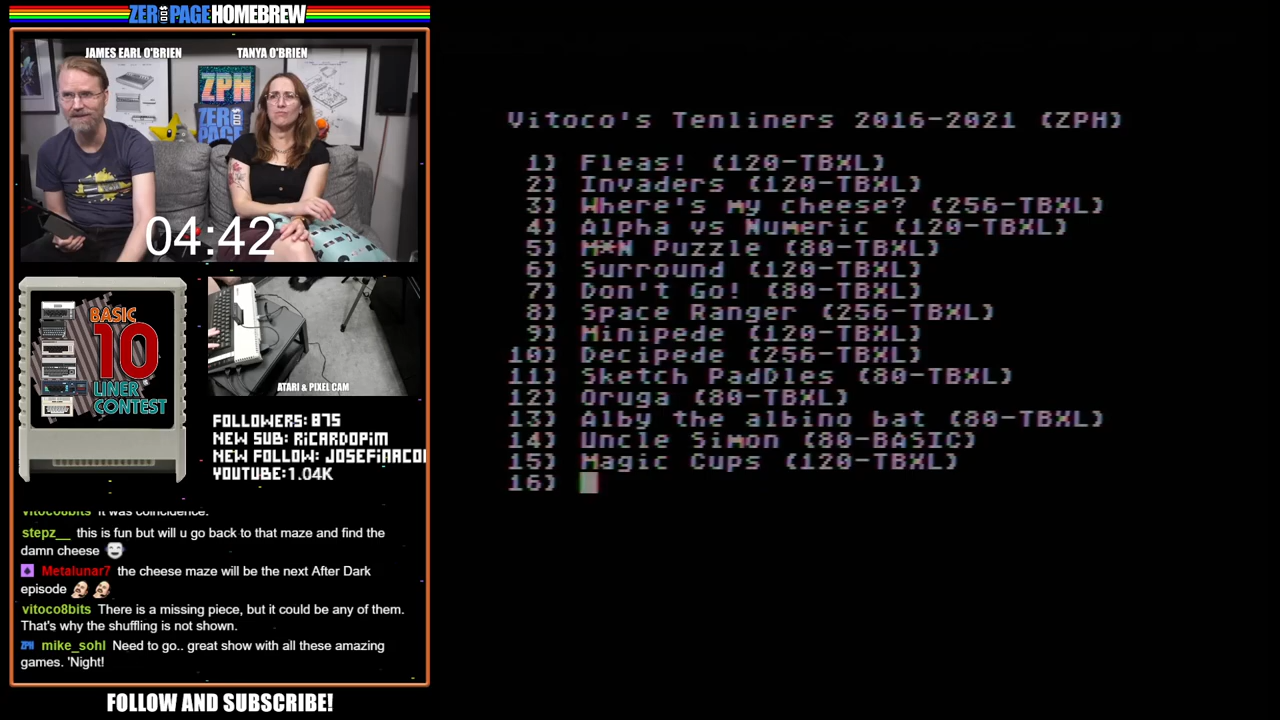 ZEROPAGE HOMEBREW
JAMES EARL O'BRIEN
TANYA O'BRIEN
ZPH
04:42
BASIC
10
LINER
CONTEST
ATARI & PIXEL CAM
FOLLOWERS: 875
NEW SUB: RiCARDOPiM
NEW FOLLOW: JOSEFiNACO
YOUTUBE:1.04K
vitoco8bits It was coincidence.
stepz__ this is fun but will u go back to that maze and find the
damn cheese
Metalunar7 the cheese maze will be the next After Dark
episode
vitoco8bits There is a missing piece, but it could be any of them.
That's why the shuffling is not shown.
ZPH mike_sohl Need to go.. great show with all these amazing
games. 'Night!
FOLLOW AND SUBSCRIBE!
Vitoco's Tenliners 2016-2021 (ZPH)
1) Fleas! (120-TBXL)
2) Invaders (120-TBXL)
3) Where's my cheese? (256-TBXL)
4) Alpha vs Numeric (120-TBXL)
5) M*N Puzzle (80-TBXL)
6) Surround (120-TBXL)
7) Don't Go! (80-TBXL)
8) Space Ranger (256-TBXL)
9) Minipede (120-TBXL)
10) Decipede (256-TBXL)
11) Sketch PadDles (80-TBXL)
12) Oruga (80-TBXL)
13) Alby the albino bat (80-TBXL)
14) Uncle Simon (80-BASIC)
15) Magic Cups (120-TBXL)
16)